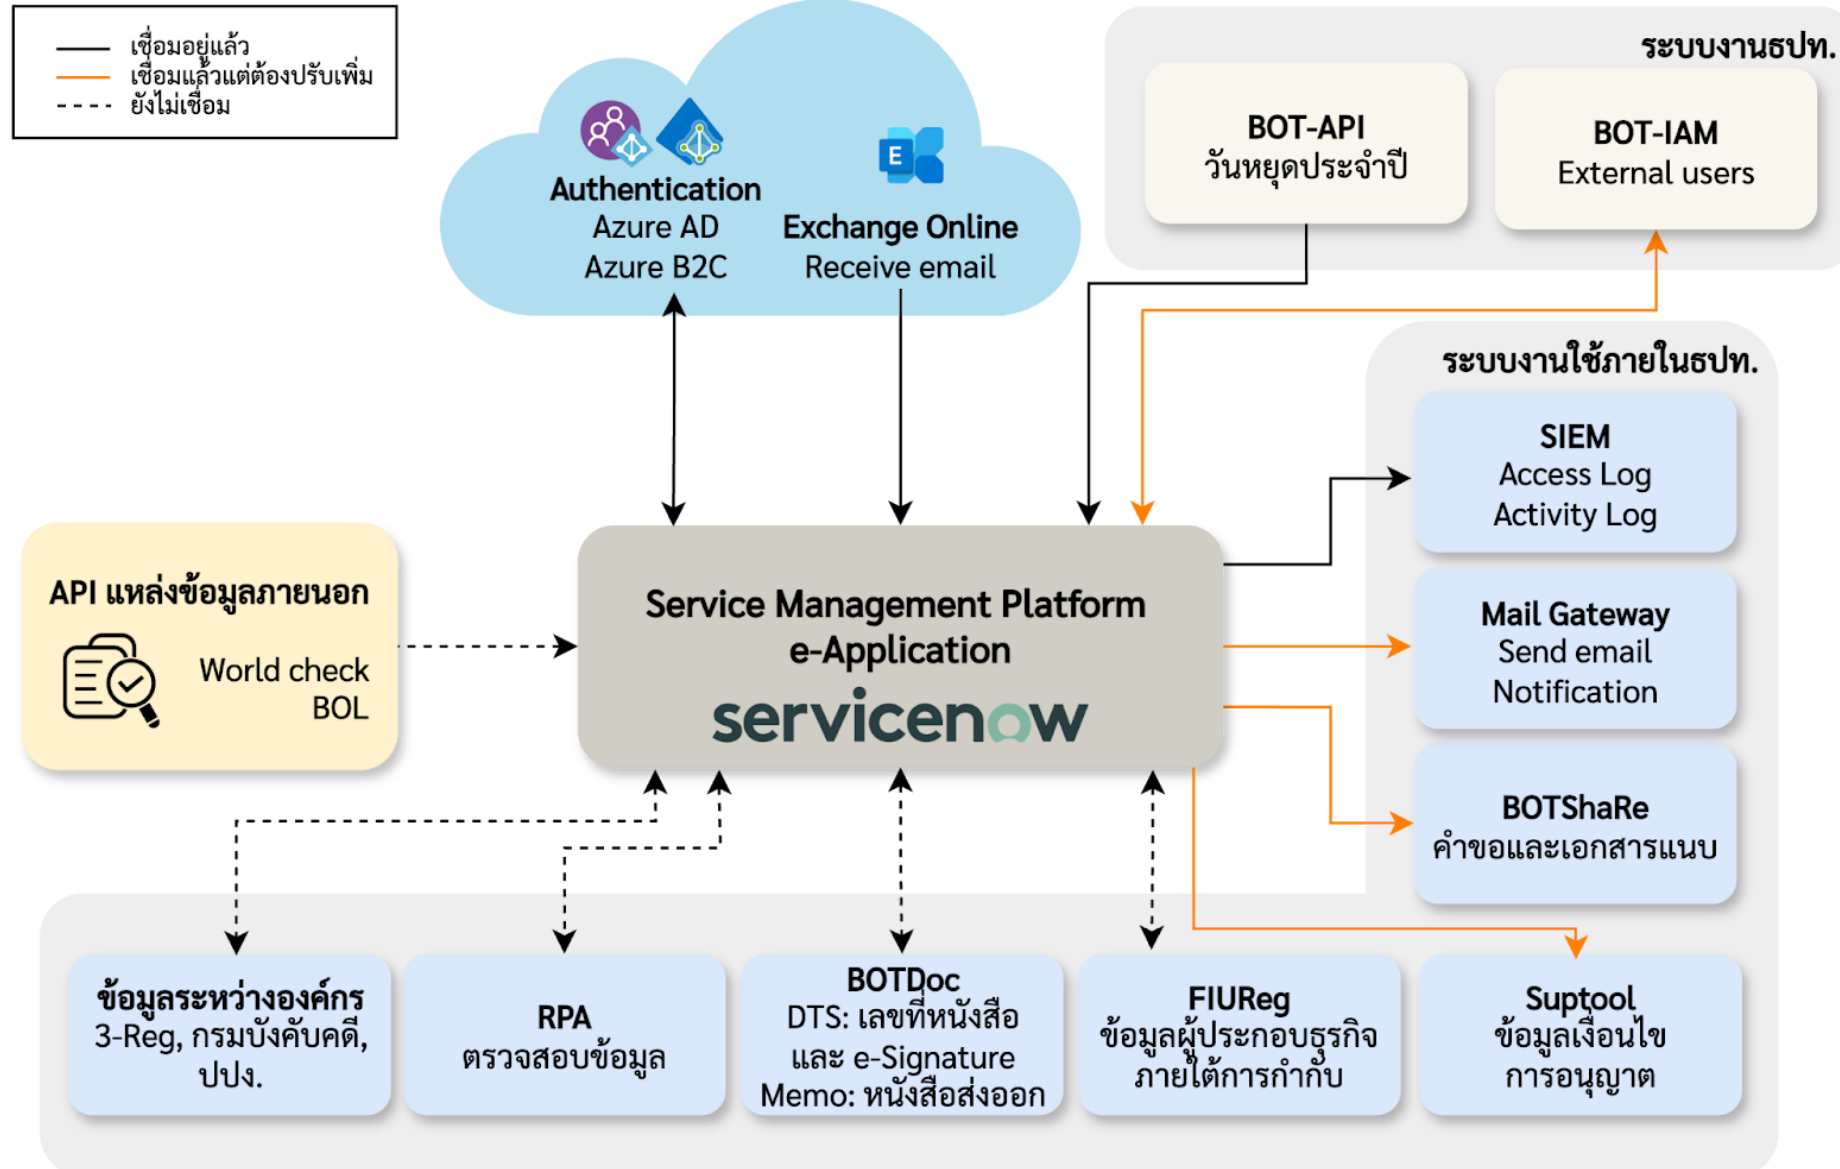 เชื่อมอยู่แล้ว
เชื่อมแล้วแต่ต้องปรับเพิ่ม
ยังไม่เชื่อม
Authentication
Azure AD
Azure B2C
E
Exchange Online
Receive email
ระบบงานธปท.
BOT-API
วันหยุดประจำปี
BOT-IAM
External users
ระบบงานใช้ภายในธปท.
SIEM
Access Log
Activity Log
Mail Gateway
Send email
Notification
BOTShaRe
คำขอและเอกสารแนบ
API แหล่งข้อมูลภายนอก
World check
BOL
Service Management Platform
e-Application
servicenow
ข้อมูลระหว่างองค์กร
3-Reg, กรมบังคับคดี,
ปปง.
RPA
ตรวจสอบข้อมูล
BOTDoc
DTS: เลขที่หนังสือ
และ e-Signature
Memo: หนังสือส่งออก
FIUReg
ข้อมูลผู้ประกอบธุรกิจ
ภายใต้การกำกับ
Suptool
ข้อมูลเงื่อนไข
การอนุญาต